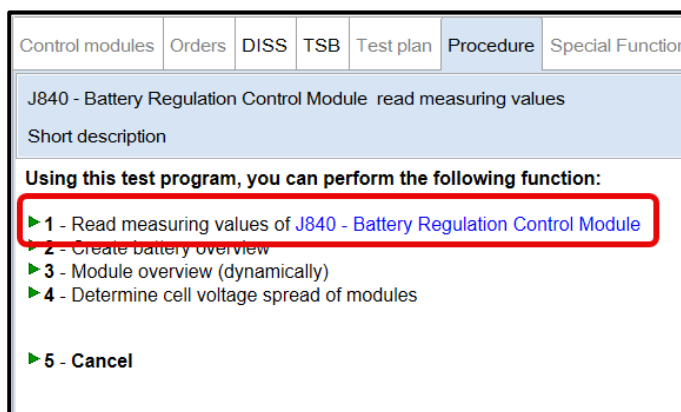 Control modules Orders DISS TSB Test plan Procedure Special Function
J840 - Battery Regulation Control Module read measuring values
Short description
Using this test program, you can perform the following function:
1 - Read measuring values of J840 - Battery Regulation Control Module
2 - Create battery overview
3 - Module overview (dynamically)
4 - Determine cell voltage spread of modules
5 - Cancel